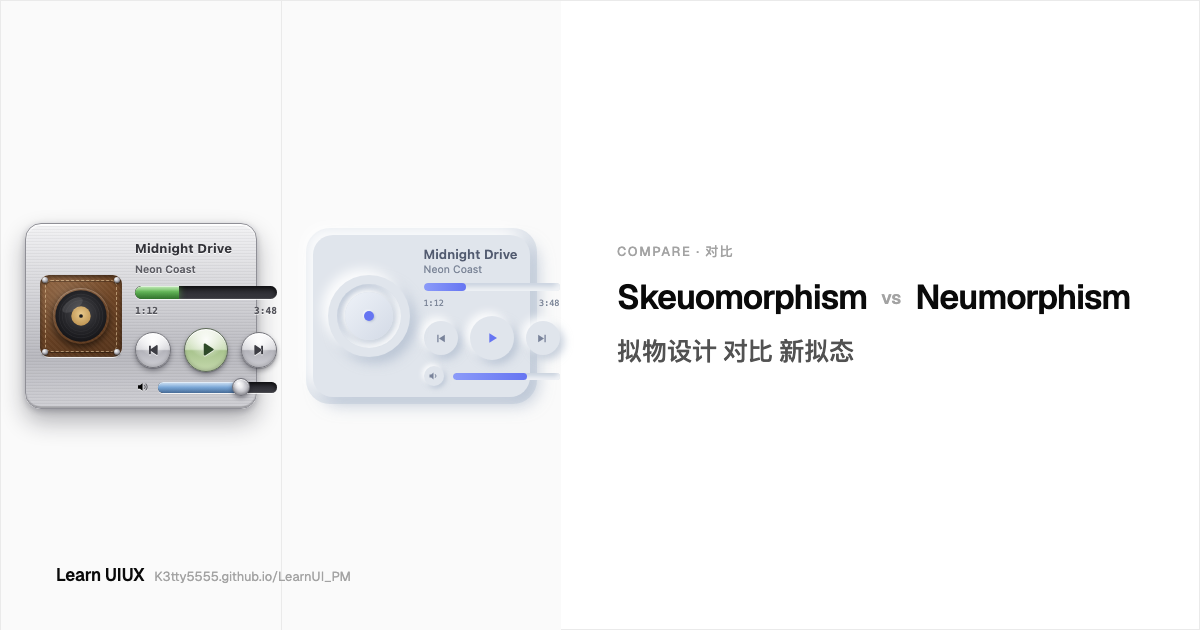 Midnight Drive
Neon Coast
1:12 3:48
Midnight Drive
Neon Coast
1:12 3:48
COMPARE · 对比
Skeuomorphism vs Neumorphism
拟物设计 对比 新拟态
Learn UIUX K3tty5555.github.io/LearnUI_PM